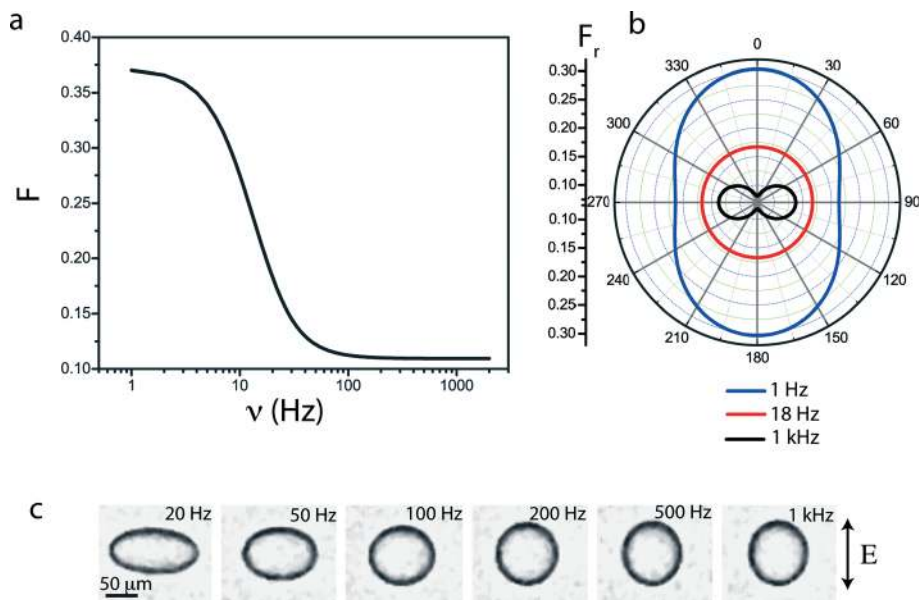 a
F
0.40
0.35
0.30
0.25
0.20
0.15
0.10
1
10
100
1000
ν (Hz)
b
F r
0.30
0.25
0.20
0.15
0.10
0.10
0.15
0.20
0.25
0.30
0
30
60
90
120
150
180
210
240
270
300
330
1 Hz
18 Hz
1 kHz
c
20 Hz
50 Hz
100 Hz
200 Hz
500 Hz
1 kHz
50 μm
E